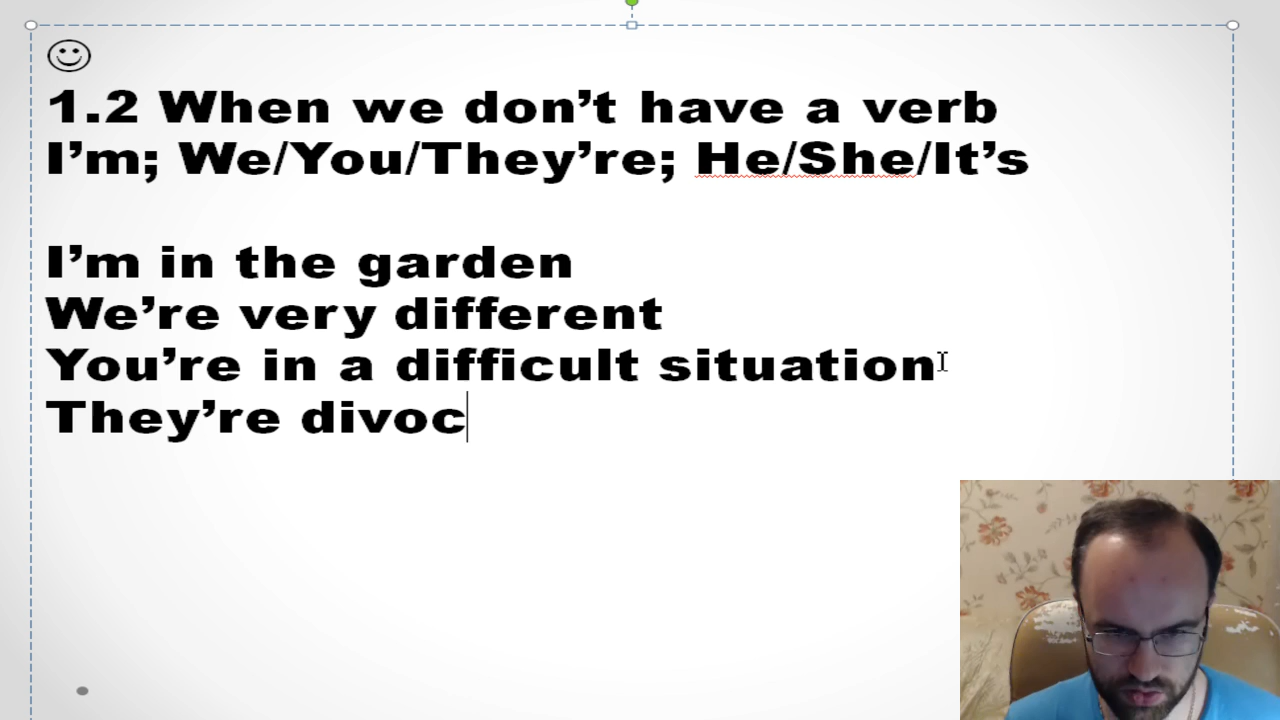 1.2 When we don’t have a verb
I’m; We/You/They’re; He/She/It’s
I’m in the garden
We’re very different
You’re in a difficult situation
They’re divoc